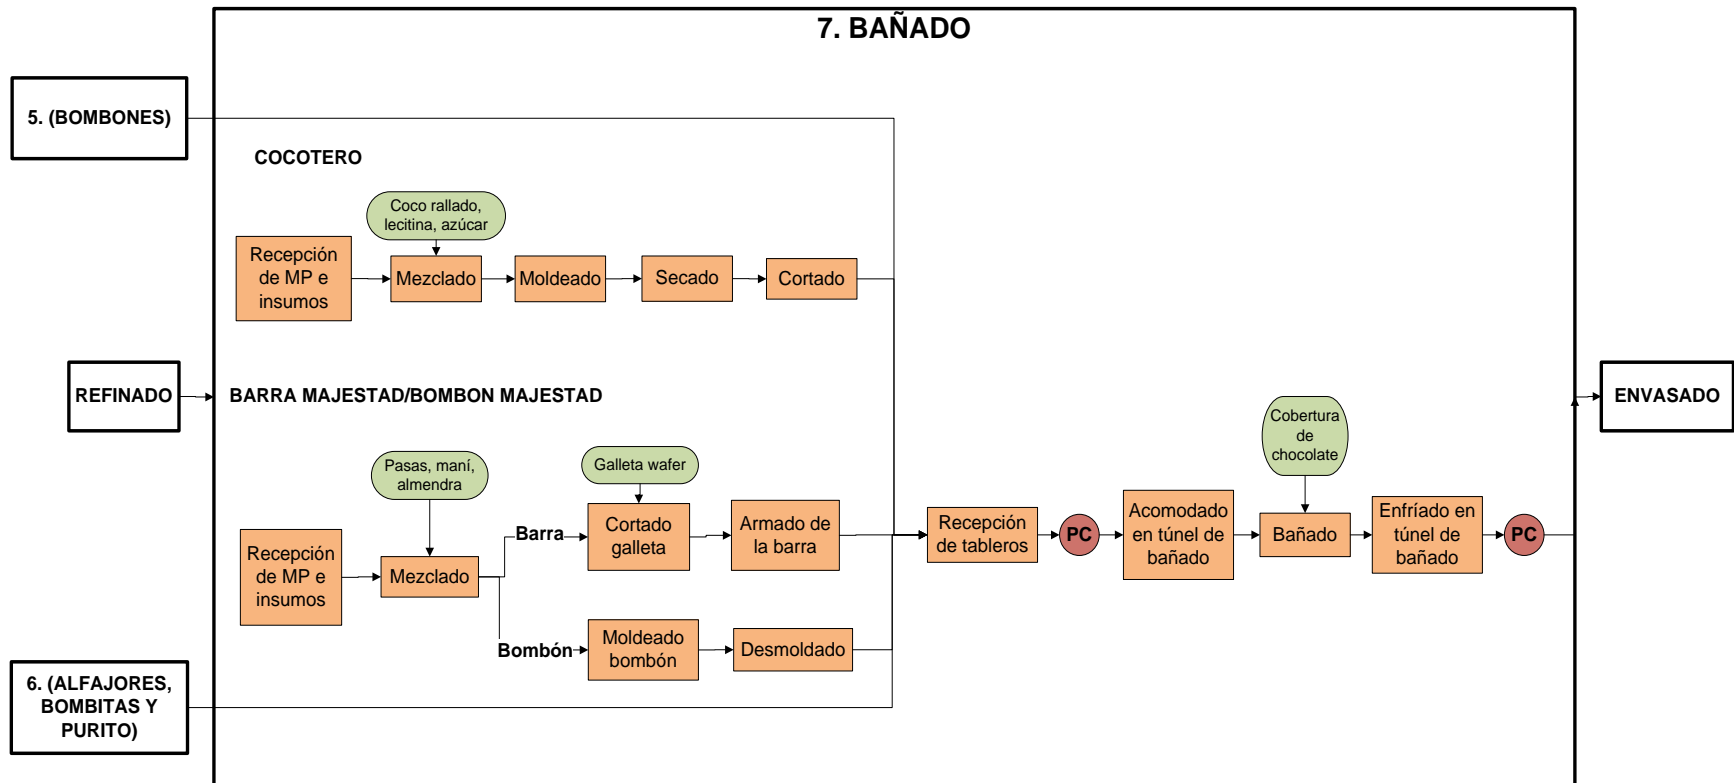 7. BAÑADO
5. (BOMBONES)
COCOTERO
Coco rallado,
lecitina, azúcar
Recepción
de MP e
insumos
Mezclado
Moldeado
Secado
Cortado
REFINADO
BARRA MAJESTAD/BOMBON MAJESTAD
ENVASADO
Pasas, maní,
almendra
Galleta wafer
Cobertura
de
chocolate
Recepción
de MP e
insumos
Mezclado
Barra
Cortado
galleta
Armado de
la barra
Bombón
Moldeado
bombón
Desmoldado
Recepción
de tableros
PC
Acomodado
en túnel de
bañado
Bañado
Enfríado en
túnel de
bañado
PC
6. (ALFAJORES,
BOMBITAS Y
PURITO)